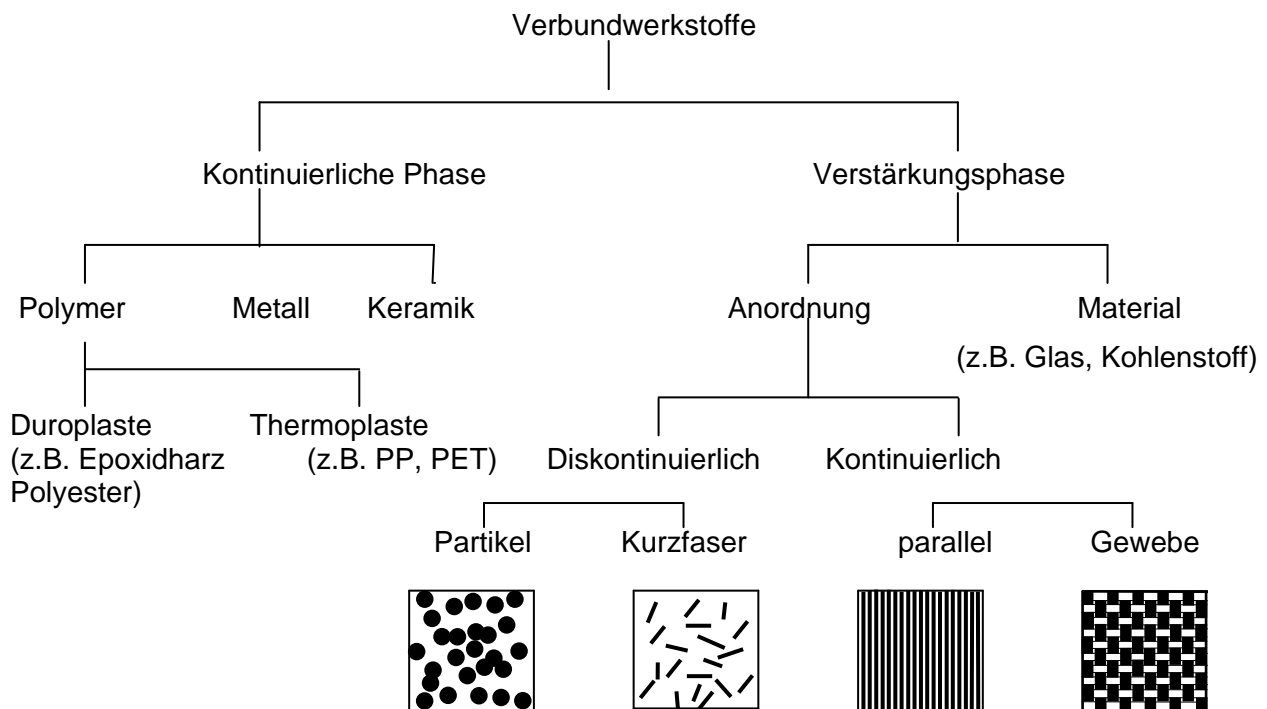 Verbundwerkstoffe
Kontinuierliche Phase
Verstärkungsphase
Polymer
Metall
Keramik
Anordnung
Material
(z.B. Glas, Kohlenstoff)
Duroplaste
(z.B. Epoxidharz
Polyester)
Thermoplaste
(z.B. PP, PET)
Diskontinuierlich
Kontinuierlich
Partikel
Kurzfaser
parallel
Gewebe